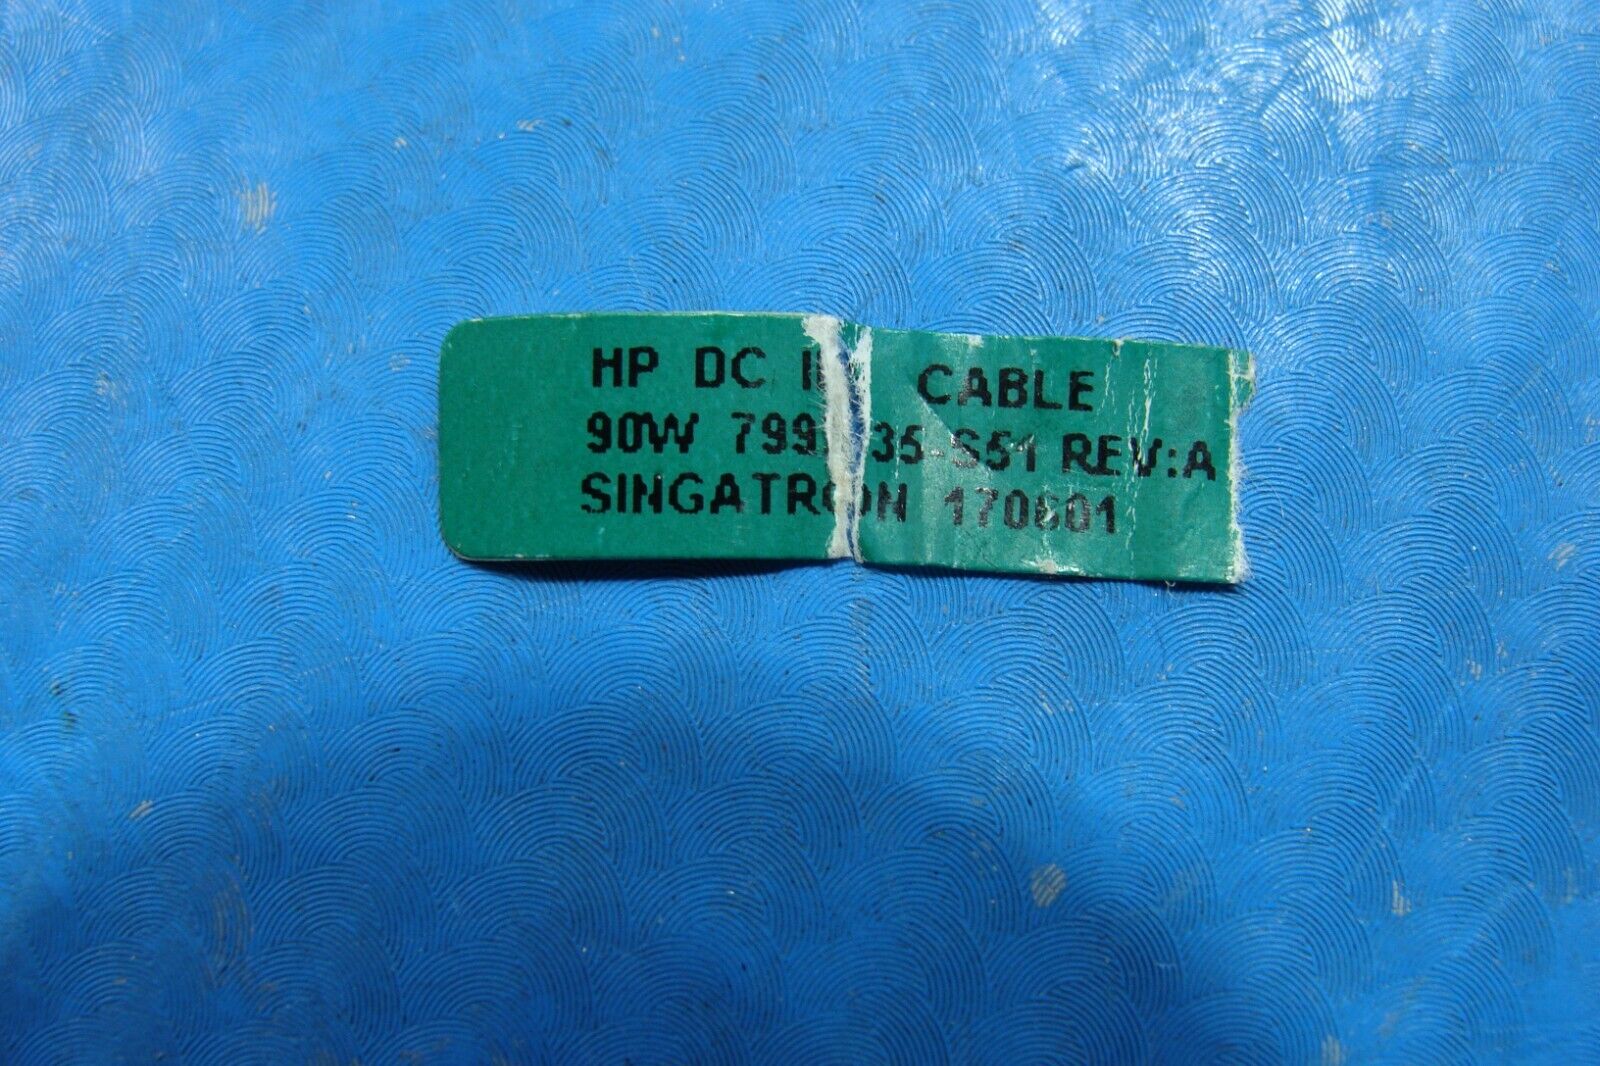 HP DC CABLE
90W REV:A
SINGATRON 170601